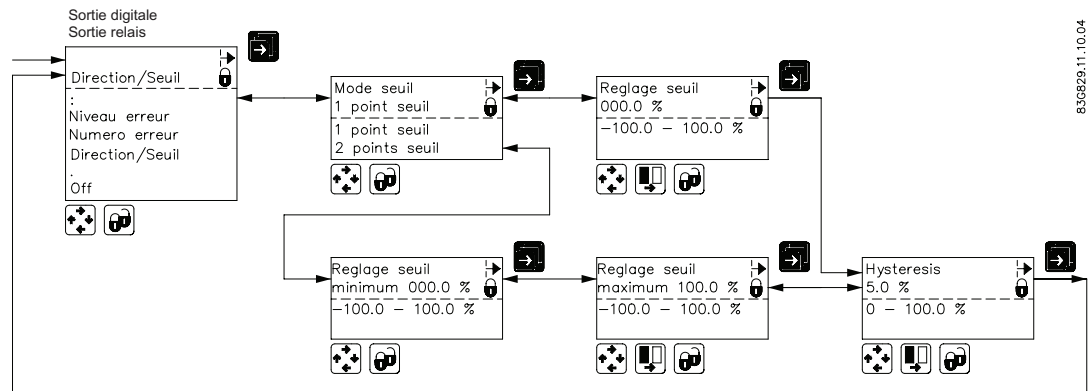 Sortie digitale
Sortie relais
Direction/Seuil
:
Niveau erreur
Numero erreur
Direction/Seuil
.
Off
Mode seuil
1 point seuil
1 point seuil
2 points seuil
Reglage seuil
000.0 %
-100.0 - 100.0 %
Reglage seuil
minimum 000.0 %
-100.0 - 100.0 %
Reglage seuil
maximum 100.0 %
-100.0 - 100.0 %
Hysteresis
5.0 %
0 - 100.0 %
83G829.11.10.04